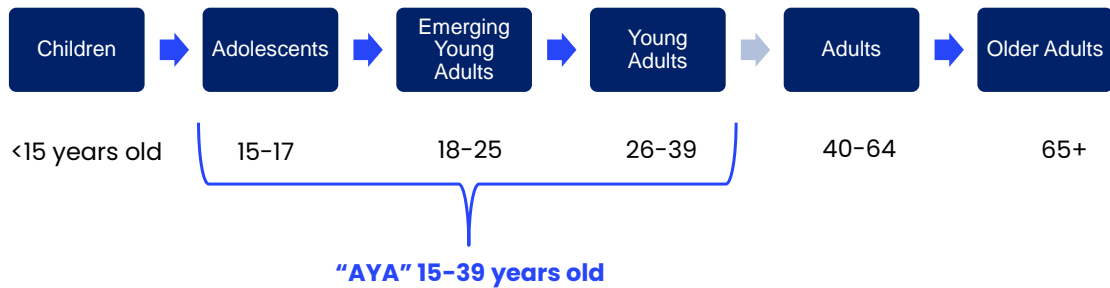 Children
Adolescents
Emerging
Young
Adults
Young
Adults
Adults
Older Adults
<15 years old
15-17
18-25
26-39
40-64
65+
“AYA” 15-39 years old